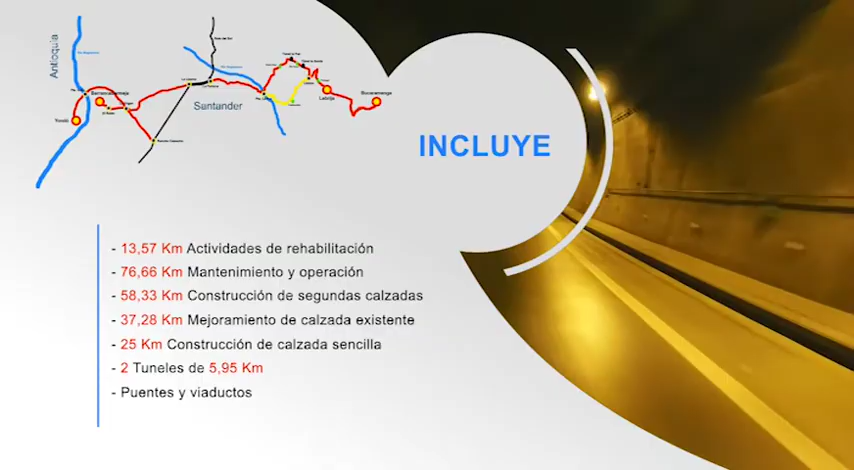 Antioquia
Santander
Barrancabermeja
Yondó
Lebrija
Bucaramanga
INCLUYE
- 13,57 Km Actividades de rehabilitación
- 76,66 Km Mantenimiento y operación
- 58,33 Km Construcción de segundas calzadas
- 37,28 Km Mejoramiento de calzada existente
- 25 Km Construcción de calzada sencilla
- 2 Tuneles de 5,95 Km
- Puentes y viaductos